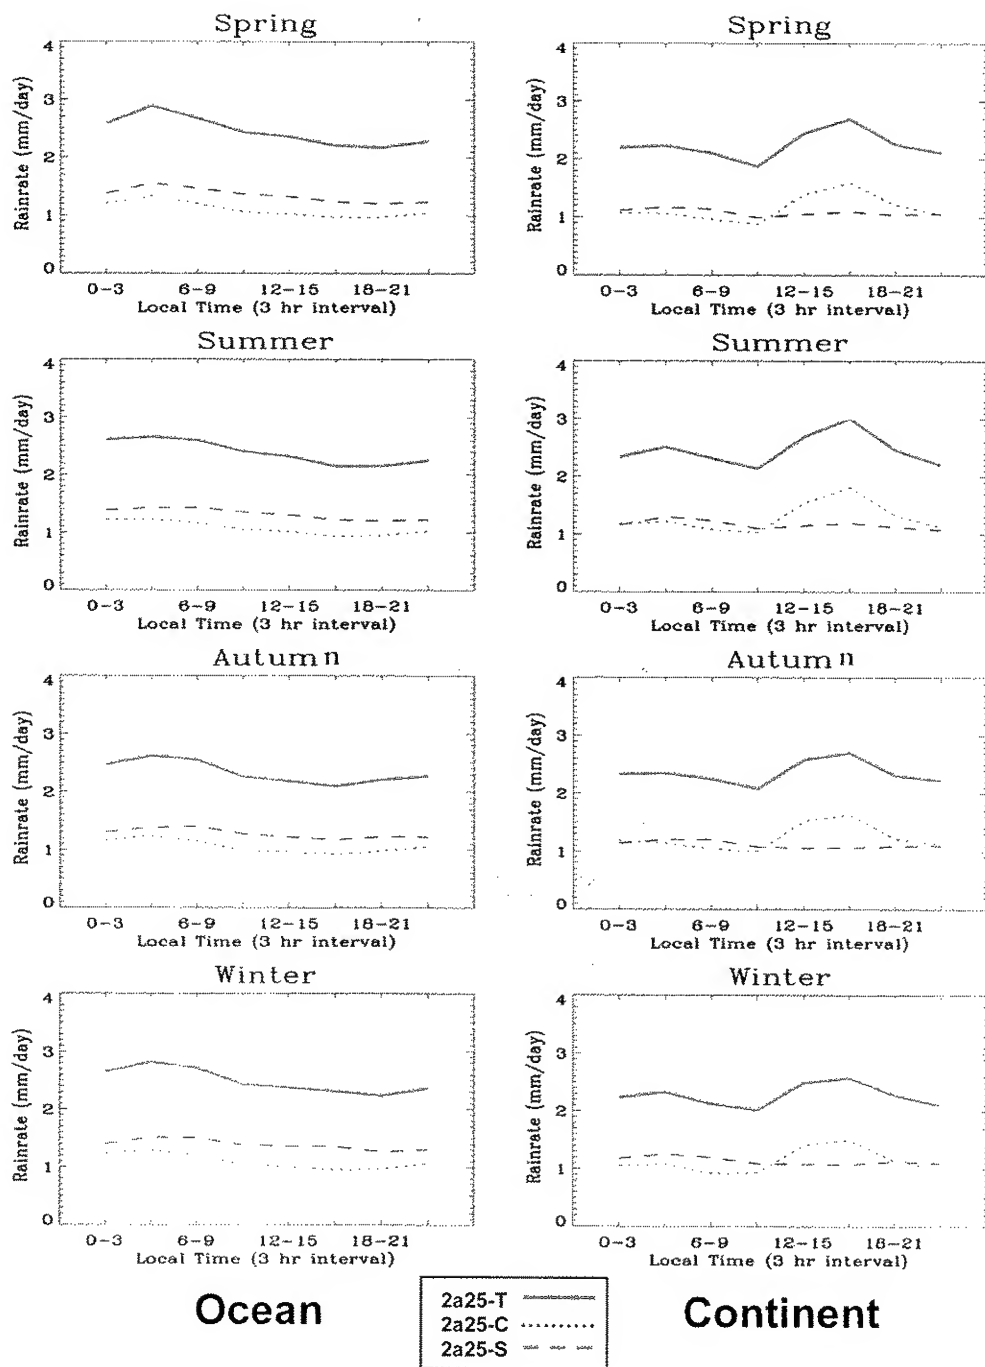 Spring
4
3
2
1
0
Rainrate (mm/day)
0-3 6-9 12-15 18-21
Local Time (3 hr interval)
Spring
4
3
2
1
0
Rainrate (mm/day)
0-3 6-9 12-15 18-21
Local Time (3 hr interval)
Summer
4
3
2
1
0
Rainrate (mm/day)
0-3 6-9 12-15 18-21
Local Time (3 hr interval)
Summer
4
3
2
1
0
Rainrate (mm/day)
0-3 6-9 12-15 18-21
Local Time (3 hr interval)
Autumn
4
3
2
1
0
Rainrate (mm/day)
0-3 6-9 12-15 18-21
Local Time (3 hr interval)
Autumn
4
3
2
1
0
Rainrate (mm/day)
0-3 6-9 12-15 18-21
Local Time (3 hr interval)
Winter
4
3
2
1
0
Rainrate (mm/day)
0-3 6-9 12-15 18-21
Local Time (3 hr interval)
Winter
4
3
2
1
0
Rainrate (mm/day)
0-3 6-9 12-15 18-21
Local Time (3 hr interval)
Ocean
2a25-T
2a25-C
2a25-S
Continent